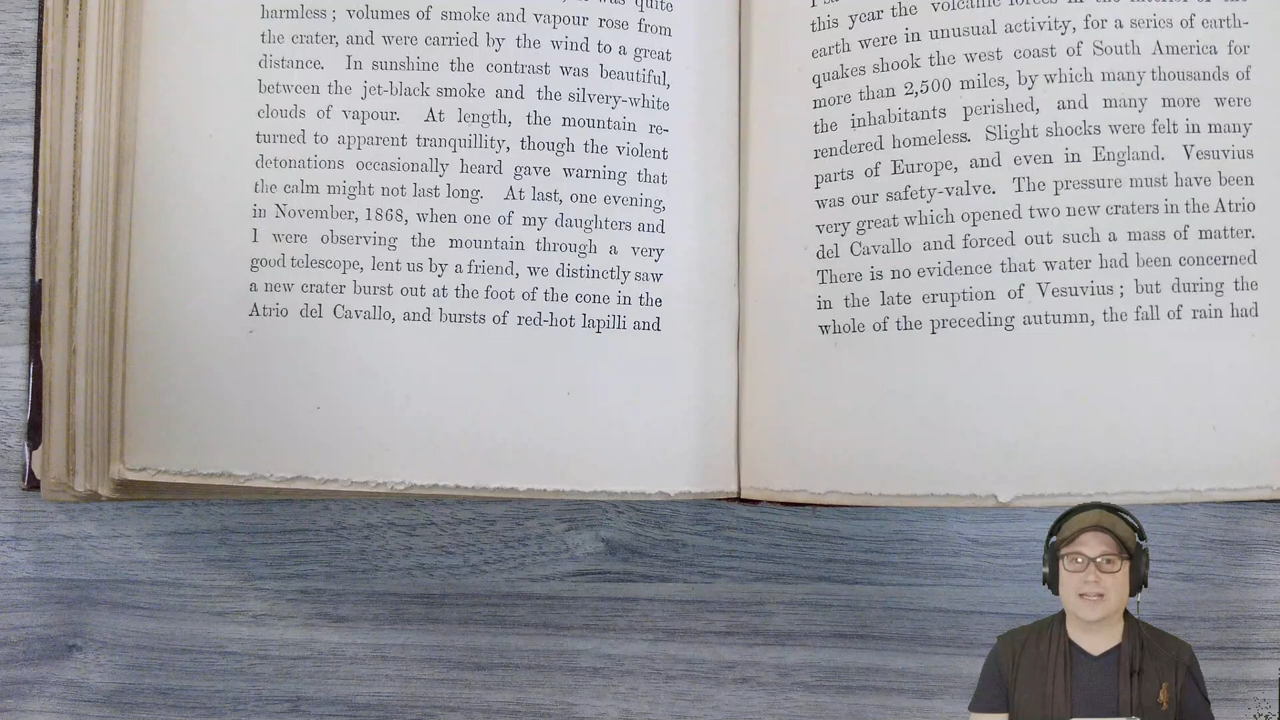 was quite
harmless ; volumes of smoke and vapour rose from
the crater, and were carried by the wind to a great
distance. In sunshine the contrast was beautiful,
between the jet-black smoke and the silvery-white
clouds of vapour. At length, the mountain re-
turned to apparent tranquillity, though the violent
detonations occasionally heard gave warning that
the calm might not last long. At last, one evening,
in November, 1868, when one of my daughters and
I were observing the mountain through a very
good telescope, lent us by a friend, we distinctly saw
a new crater burst out at the foot of the cone in the
Atrio del Cavallo, and bursts of red-hot lapilli and
this year the volcanic forces in the interior of the
earth were in unusual activity, for a series of earth-
quakes shook the west coast of South America for
more than 2,500 miles, by which many thousands of
the inhabitants perished, and many more were
rendered homeless. Slight shocks were felt in many
parts of Europe, and even in England. Vesuvius
was our safety-valve. The pressure must have been
very great which opened two new craters in the Atrio
del Cavallo and forced out such a mass of matter.
There is no evidence that water had been concerned
in the late eruption of Vesuvius ; but during the
whole of the preceding autumn, the fall of rain had